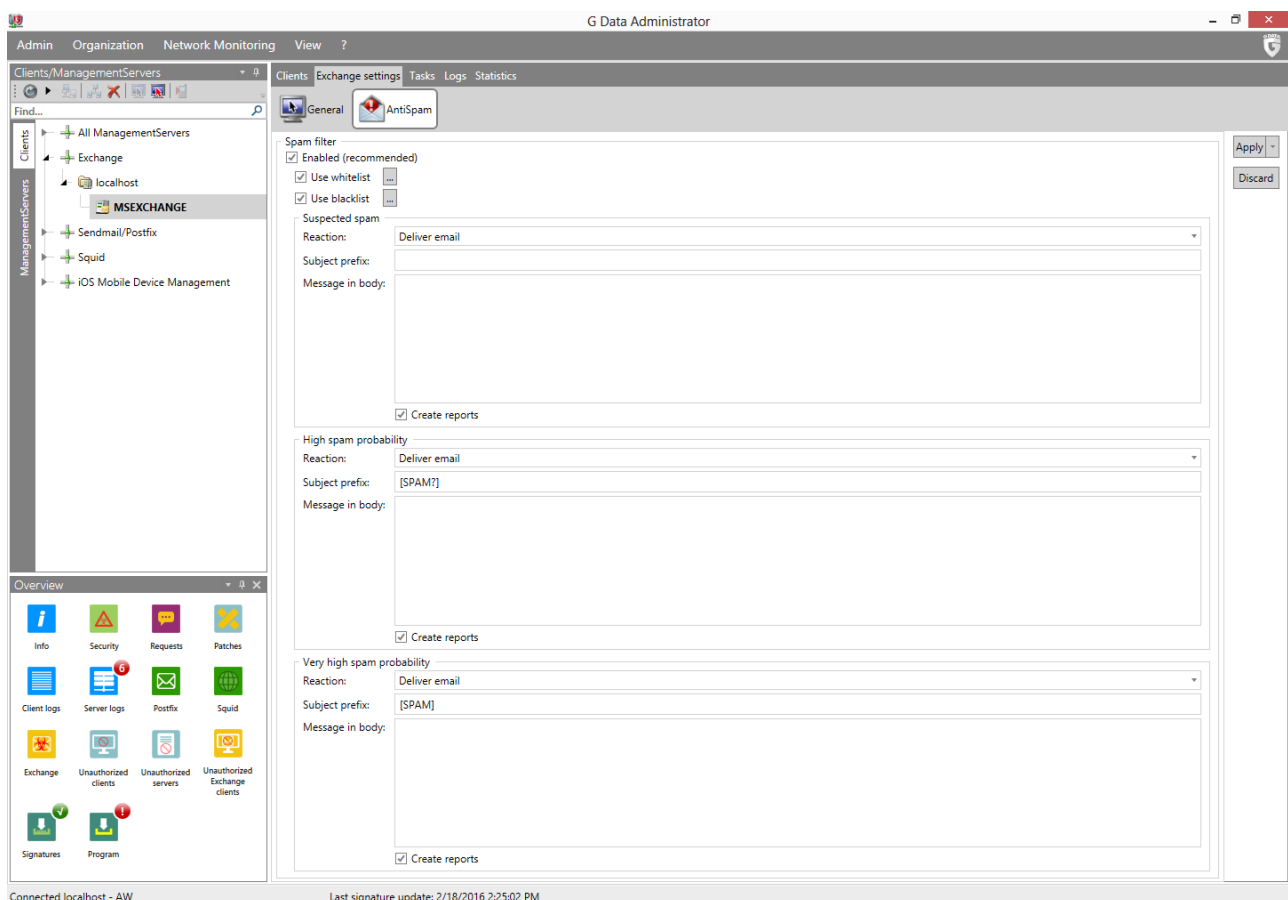 G Data Administrator
Admin Organization Network Monitoring View ?
G DATA
Clients/ManagementServers
Find...
Clients
ManagementServers
All ManagementServers
Exchange
localhost
MSEXCHANGE
Sendmail/Postfix
Squid
iOS Mobile Device Management
Overview
Info
Security
Requests
Patches
Client logs
6
Server logs
Postfix
Squid
Exchange
Unauthorized
clients
Unauthorized
servers
Unauthorized
Exchange
clients
Signatures
Program
Clients Exchange settings Tasks Logs Statistics
General
AntiSpam
Spam filter
Enabled (recommended)
Use whitelist ...
Use blacklist ...
Suspected spam
Reaction: Deliver email
Subject prefix:
Message in body:
Create reports
High spam probability
Reaction: Deliver email
Subject prefix: [SPAM?]
Message in body:
Create reports
Very high spam probability
Reaction: Deliver email
Subject prefix: [SPAM]
Message in body:
Create reports
Apply
Discard
Connected localhost - AW
Last signature update: 2/18/2016 2:25:02 PM